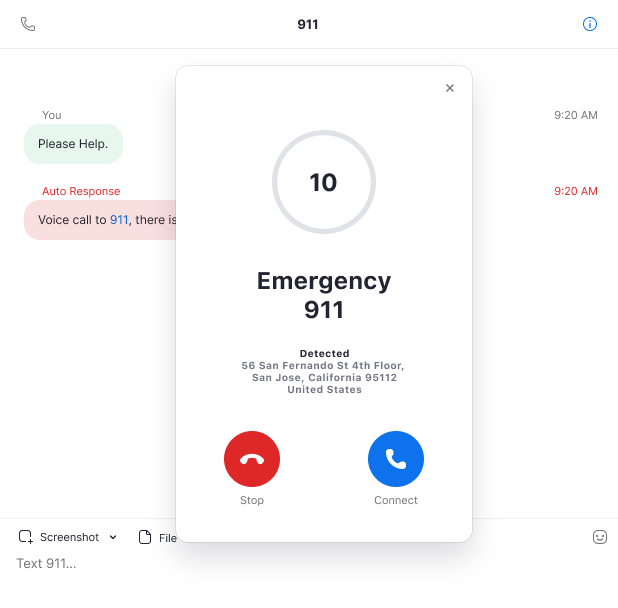 911
You
9:20 AM
Please Help.
Auto Response
9:20 AM
Voice call to 911, there is
10
Emergency
911
Detected
56 San Fernando St 4th Floor,
San Jose, California 95112
United States
Stop
Connect
Screenshot
File
Text 911...